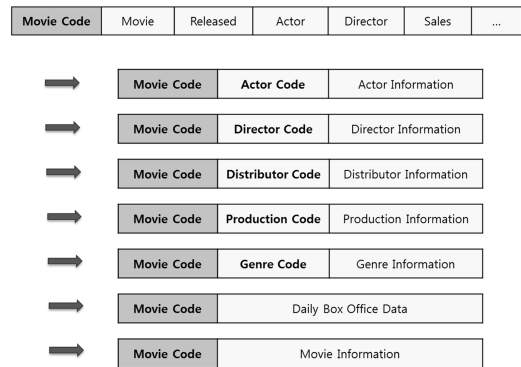 Movie Code Movie Released Actor Director Sales ...
Movie Code Actor Code Actor Information
Movie Code Director Code Director Information
Movie Code Distributor Code Distributor Information
Movie Code Production Code Production Information
Movie Code Genre Code Genre Information
Movie Code Daily Box Office Data
Movie Code Movie Information